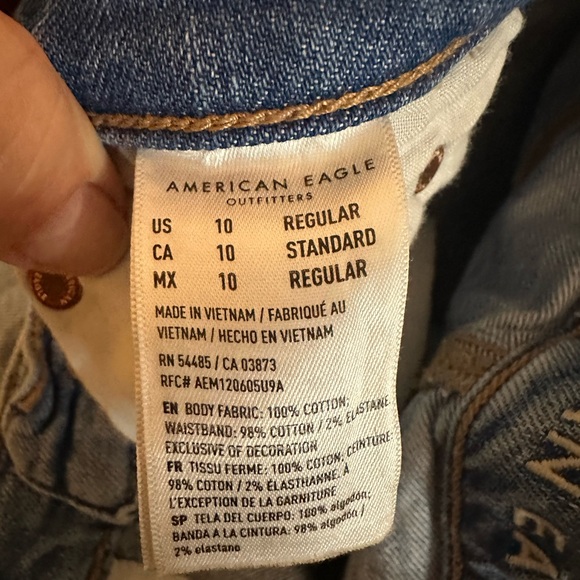 AMERICAN EAGLE
OUTFITTERS
US 10 REGULAR
CA 10 STANDARD
MX 10 REGULAR
MADE IN VIETNAM / FABRIQUÉ AU
VIETNAM / HECHO EN VIETNAM
RN 54485 / CA 03873
RFC# AEM120605U9A
EN BODY FABRIC: 100% COTTON;
WAISTBAND: 98% COTTON / 2% ELASTANE
EXCLUSIVE OF DECORATION
FR TISSU FERME: 100% COTON; CEINTURE:
98% COTON / 2% ÉLASTHANNE. À
L'EXCEPTION DE LA GARNITURE
SP TELA DEL CUERPO: 100% algodón;
BANDA A LA CINTURA: 98% algodón /
2% elastano
EA